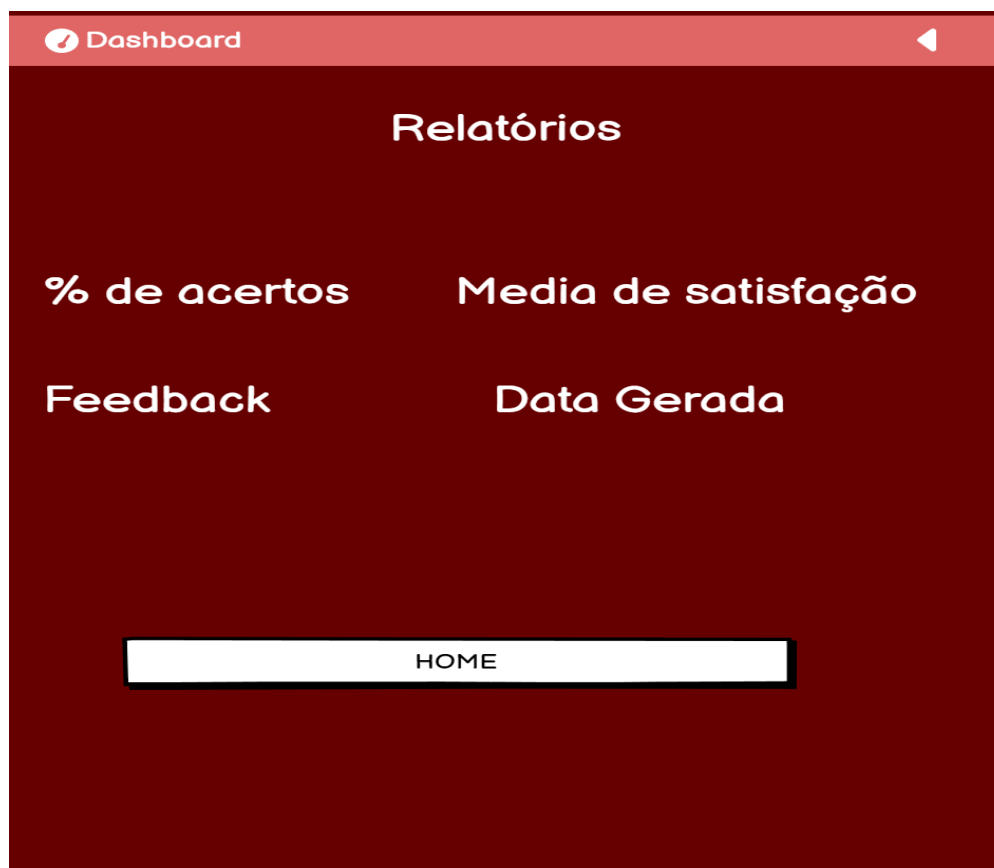 Dashboard
Relatórios
% de acertos Media de satisfação
Feedback Data Gerada
HOME